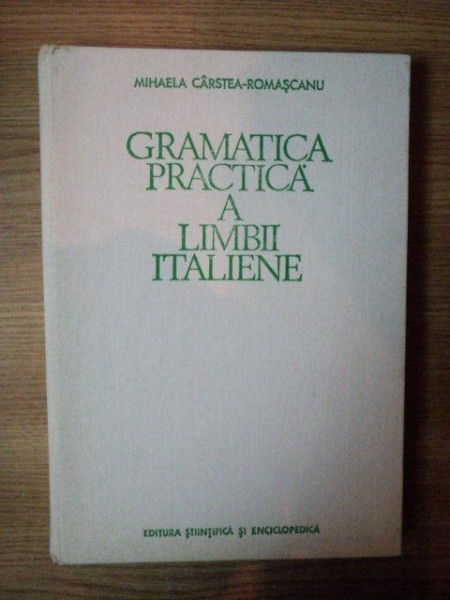 MIHAELA CÂRSTEA-ROMAŞCANU
GRAMATICA
PRACTICĂ
A
LIMBII
ITALIENE
EDITURA ŞTIINŢIFICĂ ŞI ENCICLOPEDICĂ